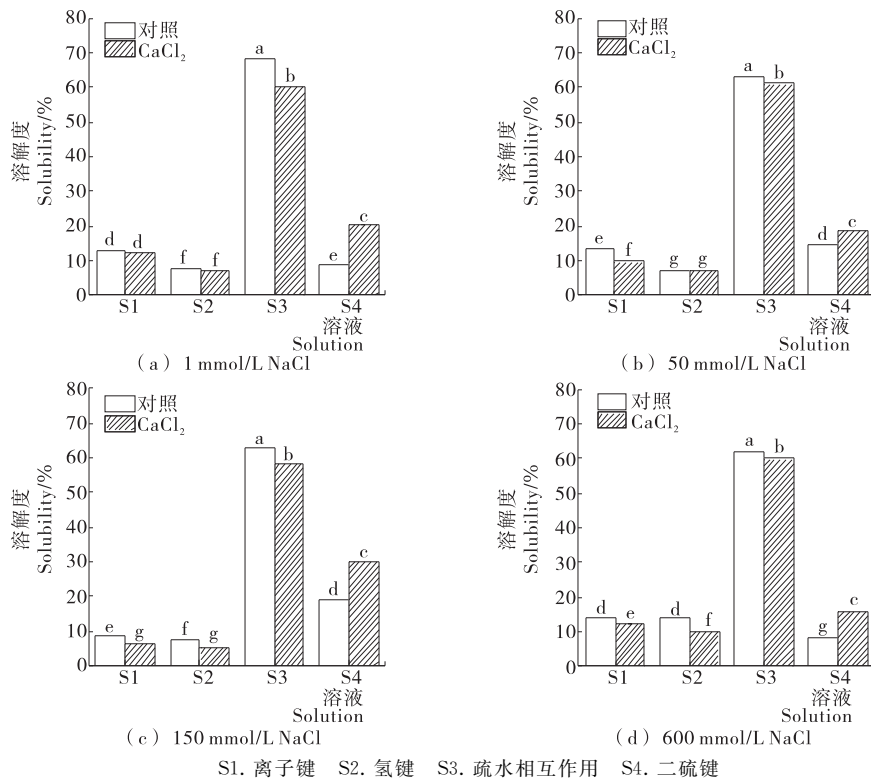 80
70
60
50
40
30
20
10
0
溶解度
Solubility/%
对照
CaCl₂
d d f f a b e c
S1 S2 S3 S4
溶液
Solution
(a) 1 mmol/L NaCl
80
70
60
50
40
30
20
10
0
溶解度
Solubility/%
对照
CaCl₂
e f g g a b d c
S1 S2 S3 S4
溶液
Solution
(b) 50 mmol/L NaCl
80
70
60
50
40
30
20
10
0
溶解度
Solubility/%
对照
CaCl₂
e g f g a b d c
S1 S2 S3 S4
溶液
Solution
(c) 150 mmol/L NaCl
80
70
60
50
40
30
20
10
0
溶解度
Solubility/%
对照
CaCl₂
d e d f a b g c
S1 S2 S3 S4
溶液
Solution
(d) 600 mmol/L NaCl
S1. 离子键 S2. 氢键 S3. 疏水相互作用 S4. 二硫键